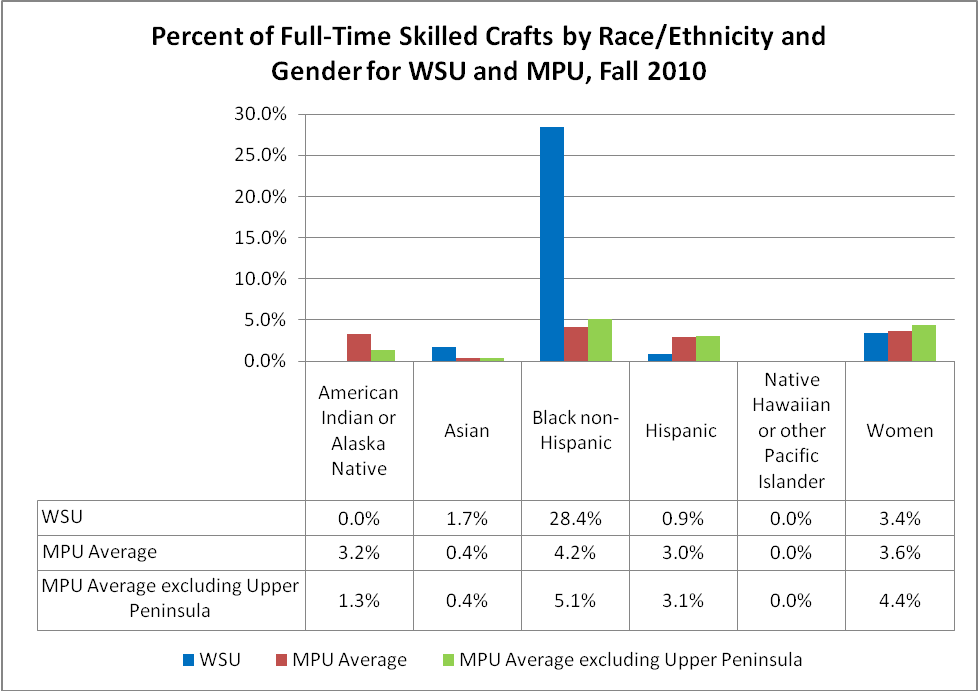 Percent of Full-Time Skilled Crafts by Race/Ethnicity and
Gender for WSU and MPU, Fall 2010
30.0%
25.0%
20.0%
15.0%
10.0%
5.0%
0.0%
American
Indian or
Alaska
Native
Asian
Black non-
Hispanic
Hispanic
Native
Hawaiian
or other
Pacific
Islander
Women
WSU 0.0% 1.7% 28.4% 0.9% 0.0% 3.4%
MPU Average 3.2% 0.4% 4.2% 3.0% 0.0% 3.6%
MPU Average excluding Upper
Peninsula 1.3% 0.4% 5.1% 3.1% 0.0% 4.4%
WSU MPU Average MPU Average excluding Upper Peninsula